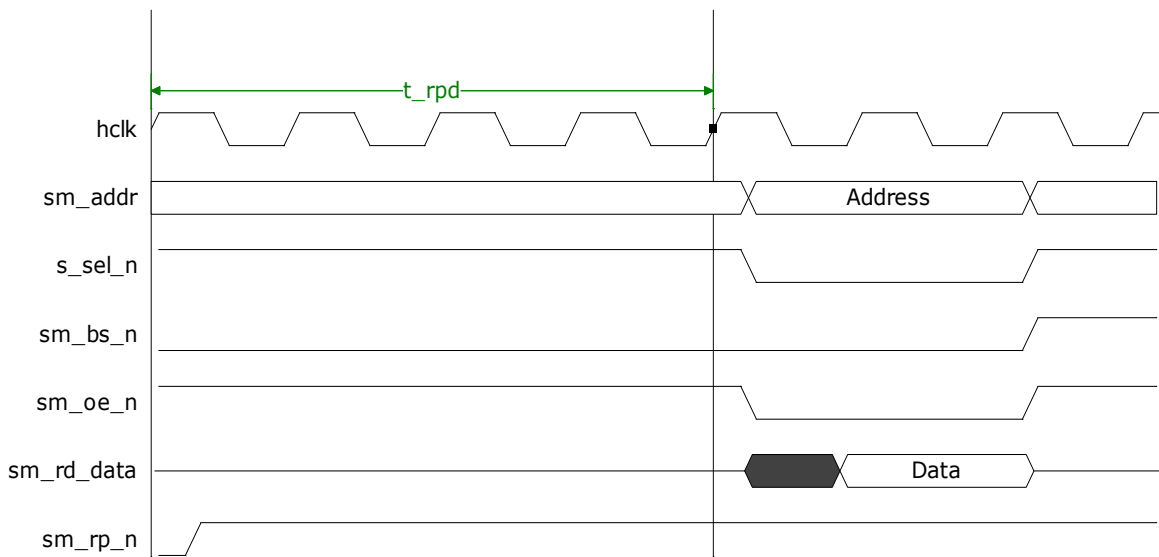 t_rpd
hclk
sm_addr Address
s_sel_n
sm_bs_n
sm_oe_n
sm_rd_data Data
sm_rp_n